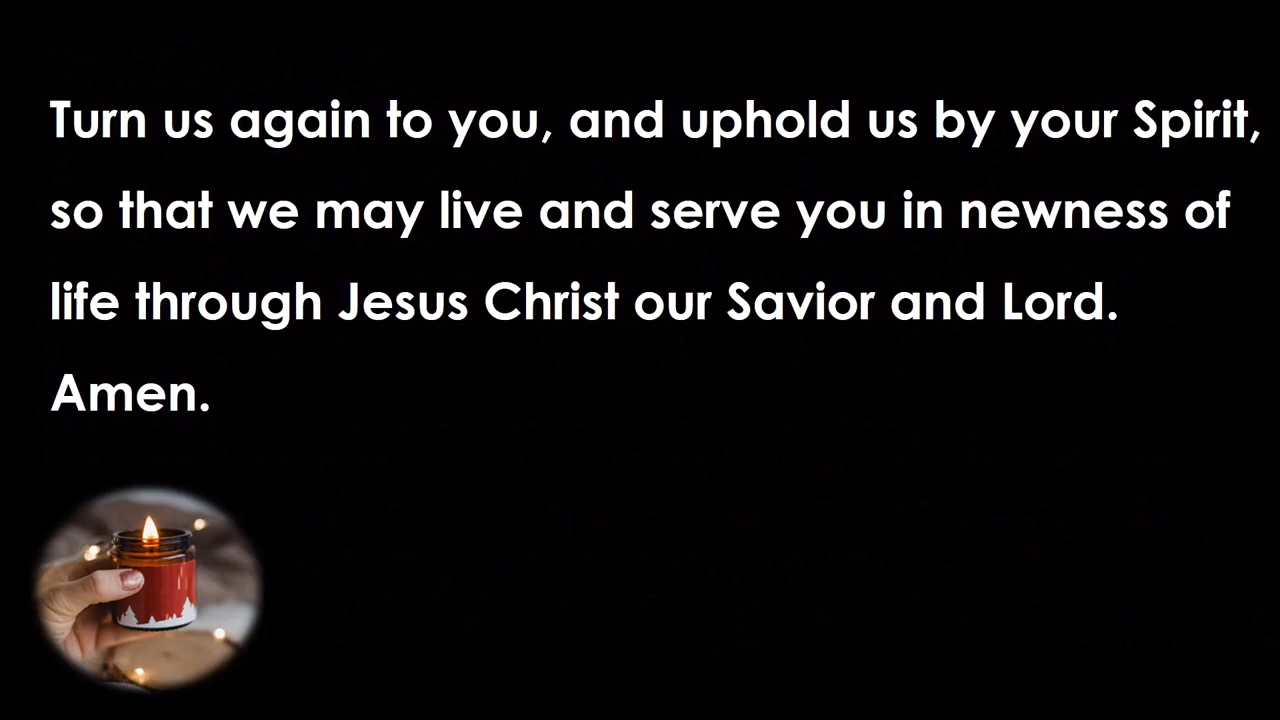 Turn us again to you, and uphold us by your Spirit,
so that we may live and serve you in newness of
life through Jesus Christ our Savior and Lord.
Amen.